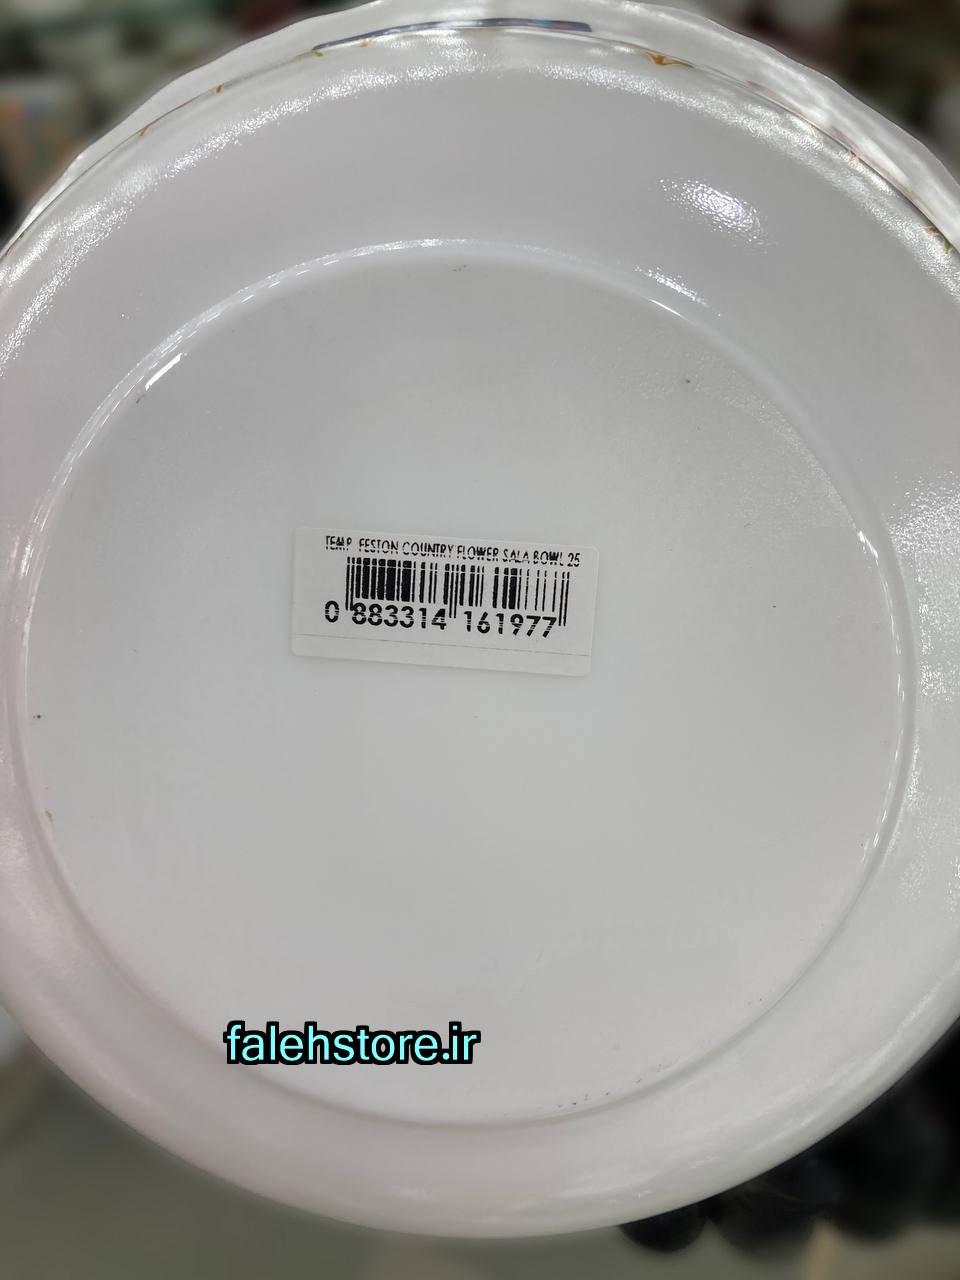 TEMP FESTON COUNTRY FLOWER SALA BOWL 25
0 883314 161977
falehstore.ir